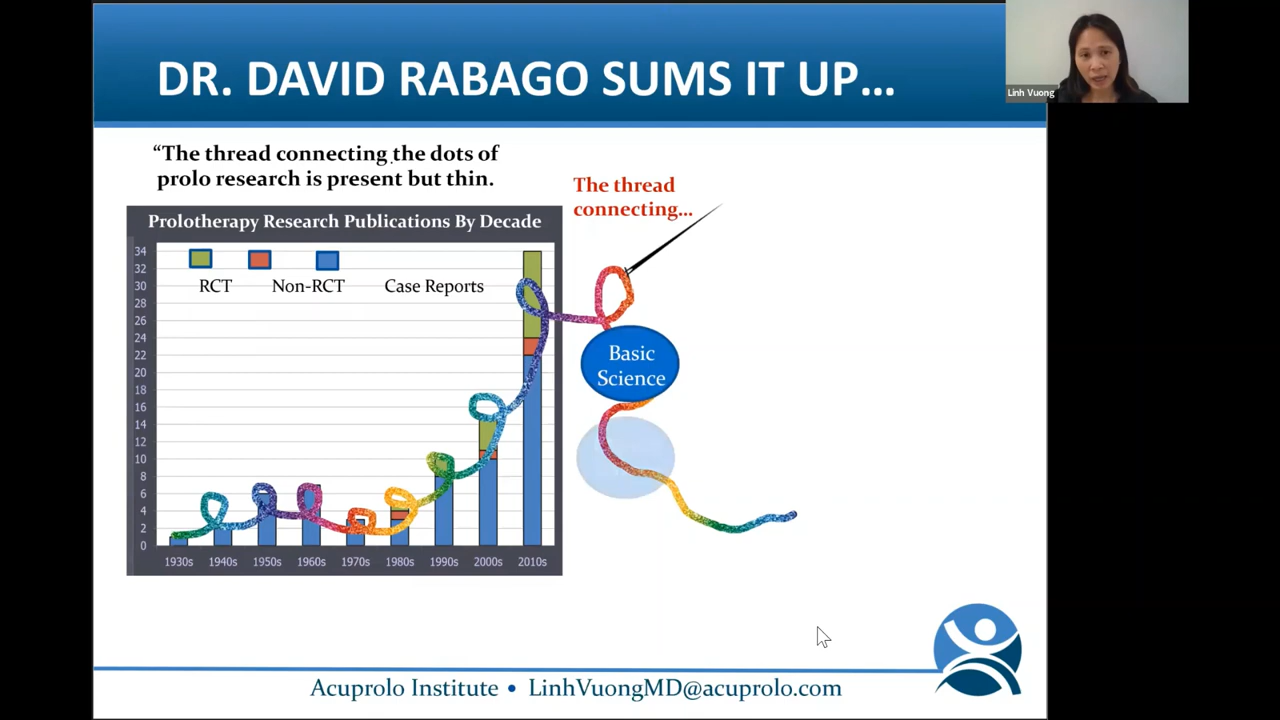 DR. DAVID RABAGO SUMS IT UP...
Linh Vuong
“The thread connecting the dots of
prolo research is present but thin.
The thread
connecting...
Prolotherapy Research Publications By Decade
34
32
30
28
26
24
22
20
18
16
14
12
10
8
6
4
2
0
RCT Non-RCT Case Reports
Basic
Science
1930s 1940s 1950s 1960s 1970s 1980s 1990s 2000s 2010s
Acuprolo Institute • LinhVuongMD@acuprolo.com